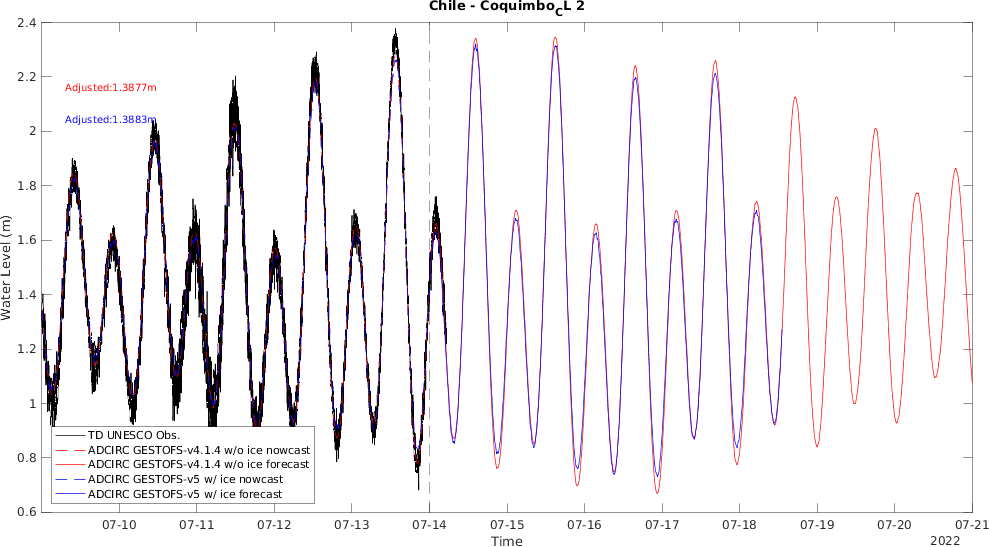 Chile - CoquimboCL 2
2.4
2.2
2
1.8
1.6
1.4
1.2
1
0.8
0.6
Water Level (m)
Adjusted:1.3877m
Adjusted:1.3883m
TD UNESCO Obs.
ADCIRC GESTOFS-v4.1.4 w/o ice nowcast
ADCIRC GESTOFS-v4.1.4 w/o ice forecast
ADCIRC GESTOFS-v5 w/ ice nowcast
ADCIRC GESTOFS-v5 w/ ice forecast
07-10 07-11 07-12 07-13 07-14 07-15 07-16 07-17 07-18 07-19 07-20 07-21
Time
2022